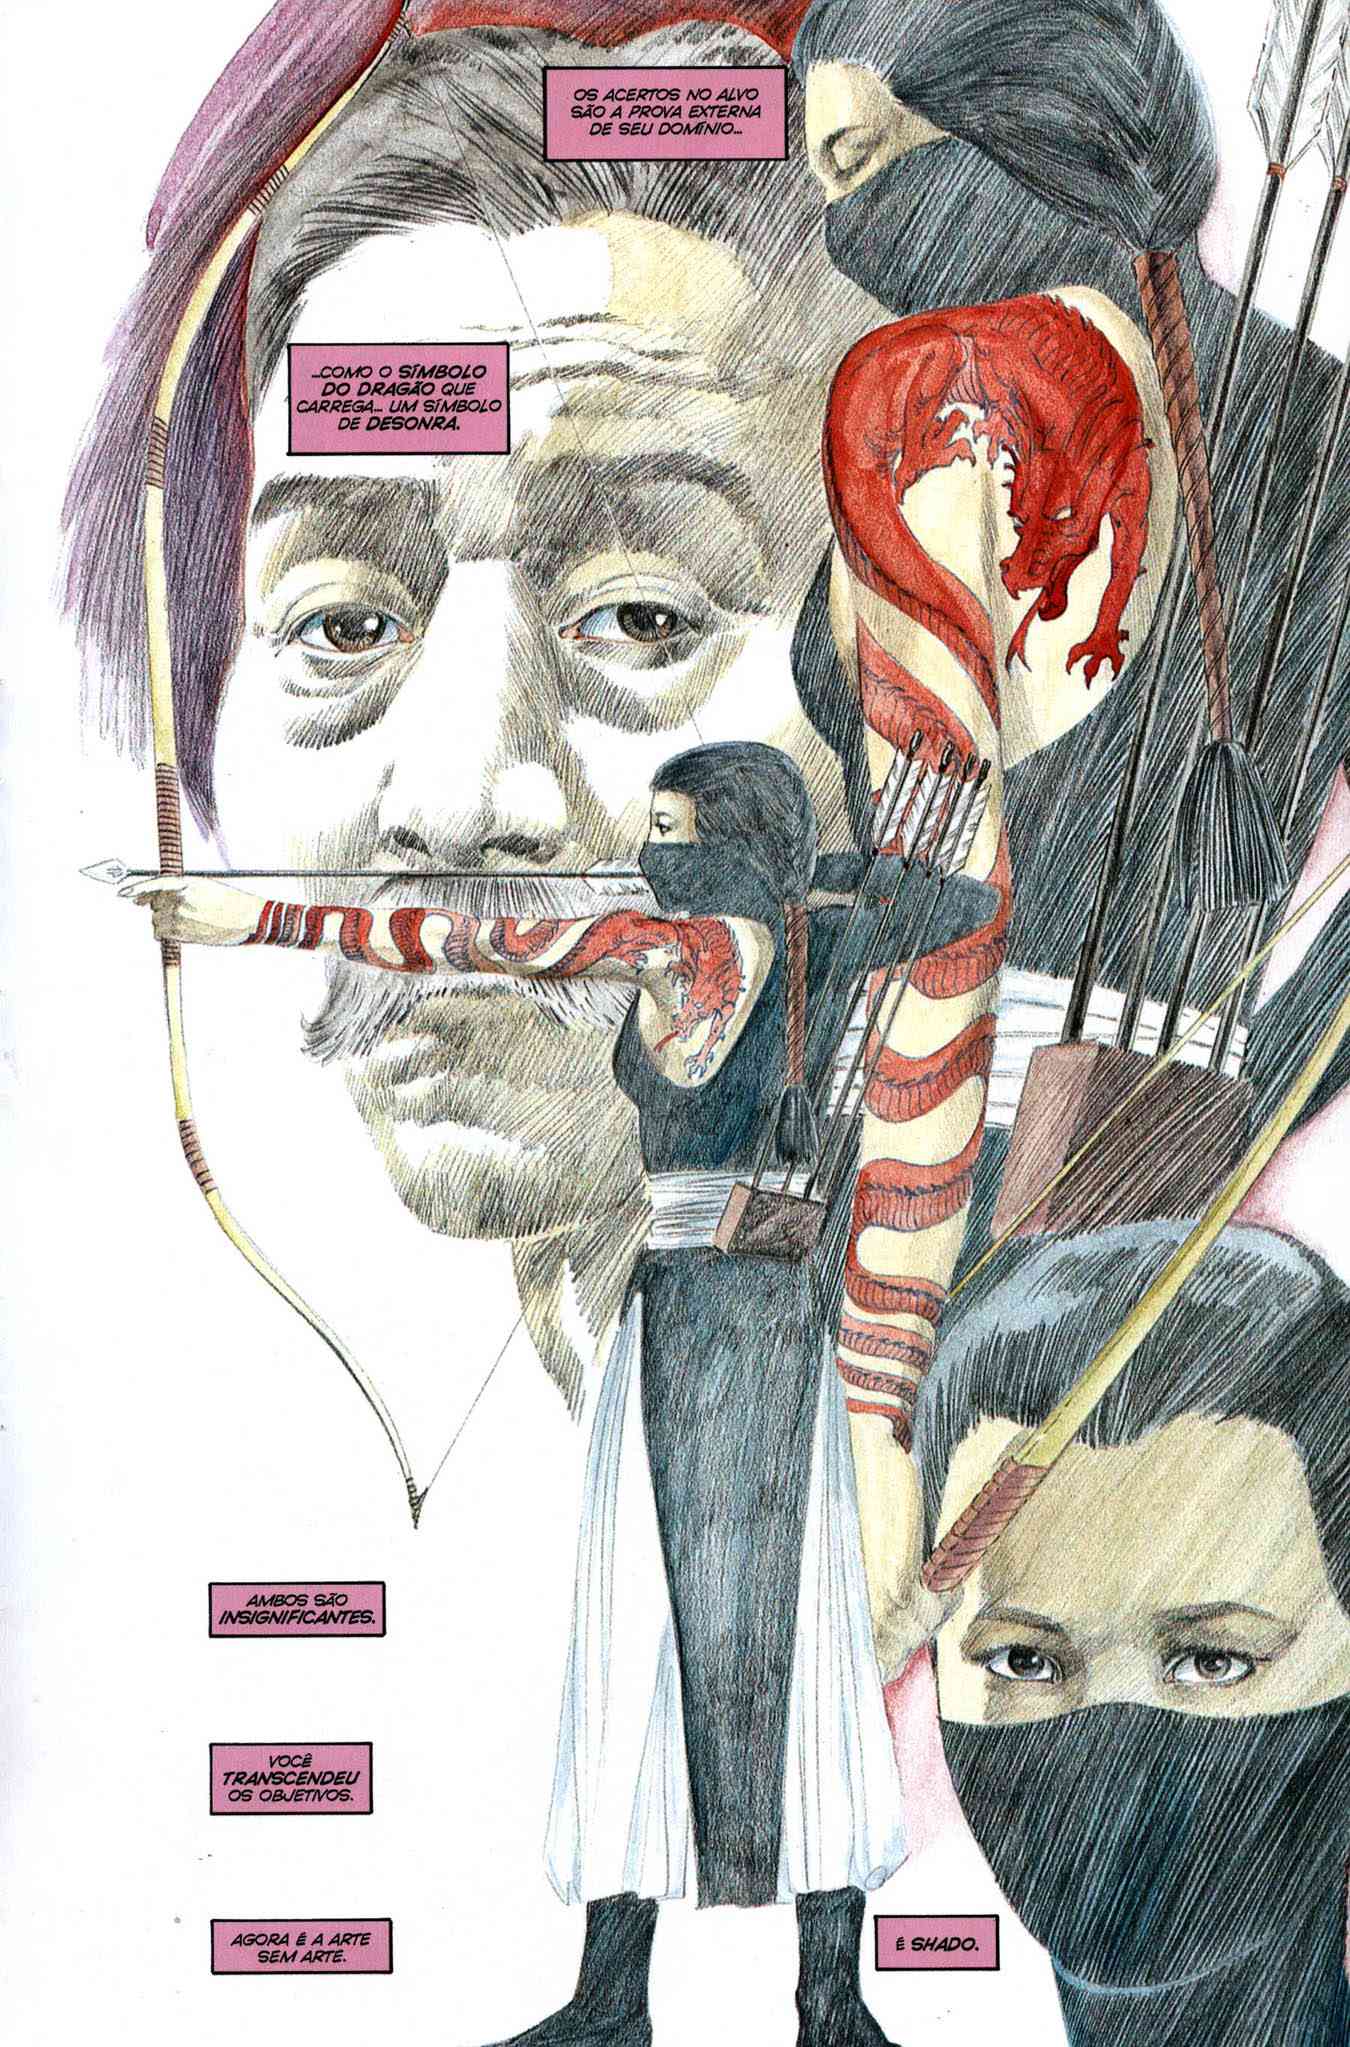 OS ACERTOS NO ALVO
SÃO A PROVA EXTERNA
DE SEU DOMÍNIO...
...COMO O SÍMBOLO
DO DRAGÃO QUE
CARREGA... UM SÍMBOLO
DE DESONRA.
AMBOS SÃO
INSIGNIFICANTES.
VOCÊ
TRANSCENDEU
OS OBJETIVOS.
AGORA É A ARTE
SEM ARTE.
É SHADO.